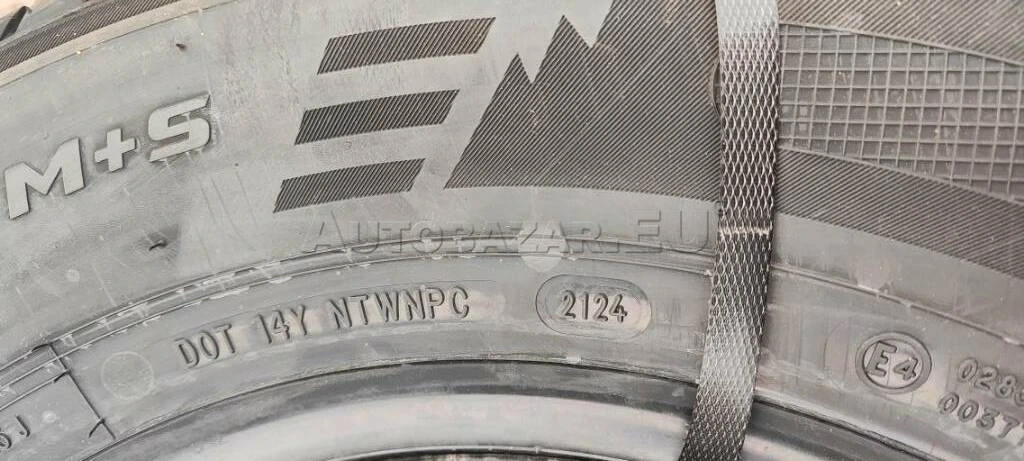 M+S
AUTOBAZAR.EU
DOT 14Y NTWNPC 2124
E4